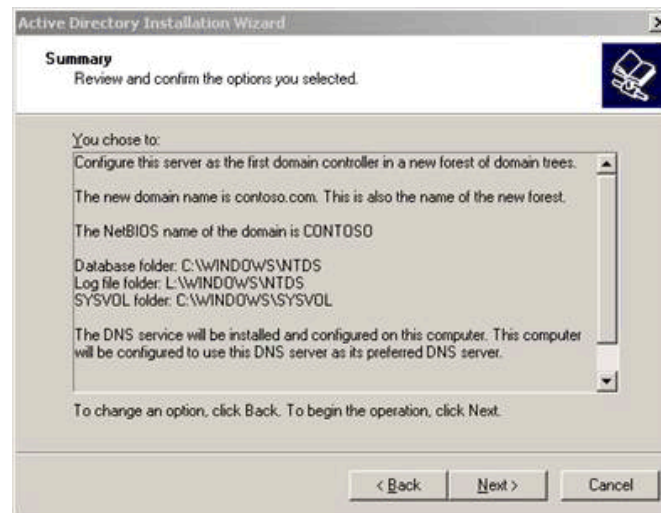 Active Directory Installation Wizard
Summary
Review and confirm the options you selected.
You chose to:
Configure this server as the first domain controller in a new forest of domain trees.
The new domain name is contoso.com. This is also the name of the new forest.
The NetBIOS name of the domain is CONTOSO
Database folder: C:\WINDOWS\NTDS
Log file folder: L:\WINDOWS\NTDS
SYSVOL folder: C:\WINDOWS\SYSVOL
The DNS service will be installed and configured on this computer. This computer
will be configured to use this DNS server as its preferred DNS server.
To change an option, click Back. To begin the operation, click Next.
< Back
Next >
Cancel